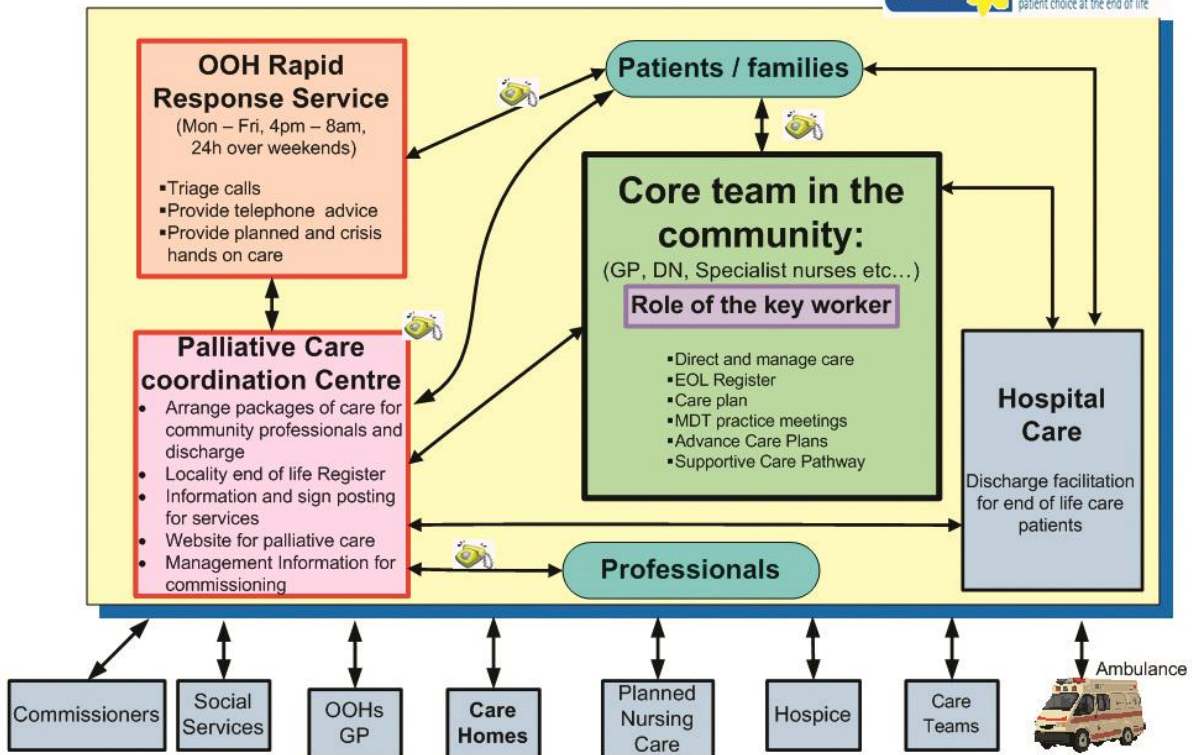 patient choice at the end of life
OOH Rapid
Response Service
(Mon – Fri, 4pm – 8am,
24h over weekends)
▪Triage calls
▪Provide telephone advice
▪Provide planned and crisis
hands on care
Patients / families
Core team in the
community:
(GP, DN, Specialist nurses etc…)
Role of the key worker
▪Direct and manage care
▪EOL Register
▪Care plan
▪MDT practice meetings
▪Advance Care Plans
▪Supportive Care Pathway
Palliative Care
coordination Centre
• Arrange packages of care for
community professionals and
discharge
• Locality end of life Register
• Information and sign posting
for services
• Website for palliative care
• Management Information for
commissioning
Hospital
Care
Discharge facilitation
for end of life care
patients
Professionals
Commissioners
Social
Services
OOHs
GP
Care
Homes
Planned
Nursing
Care
Hospice
Care
Teams
Ambulance